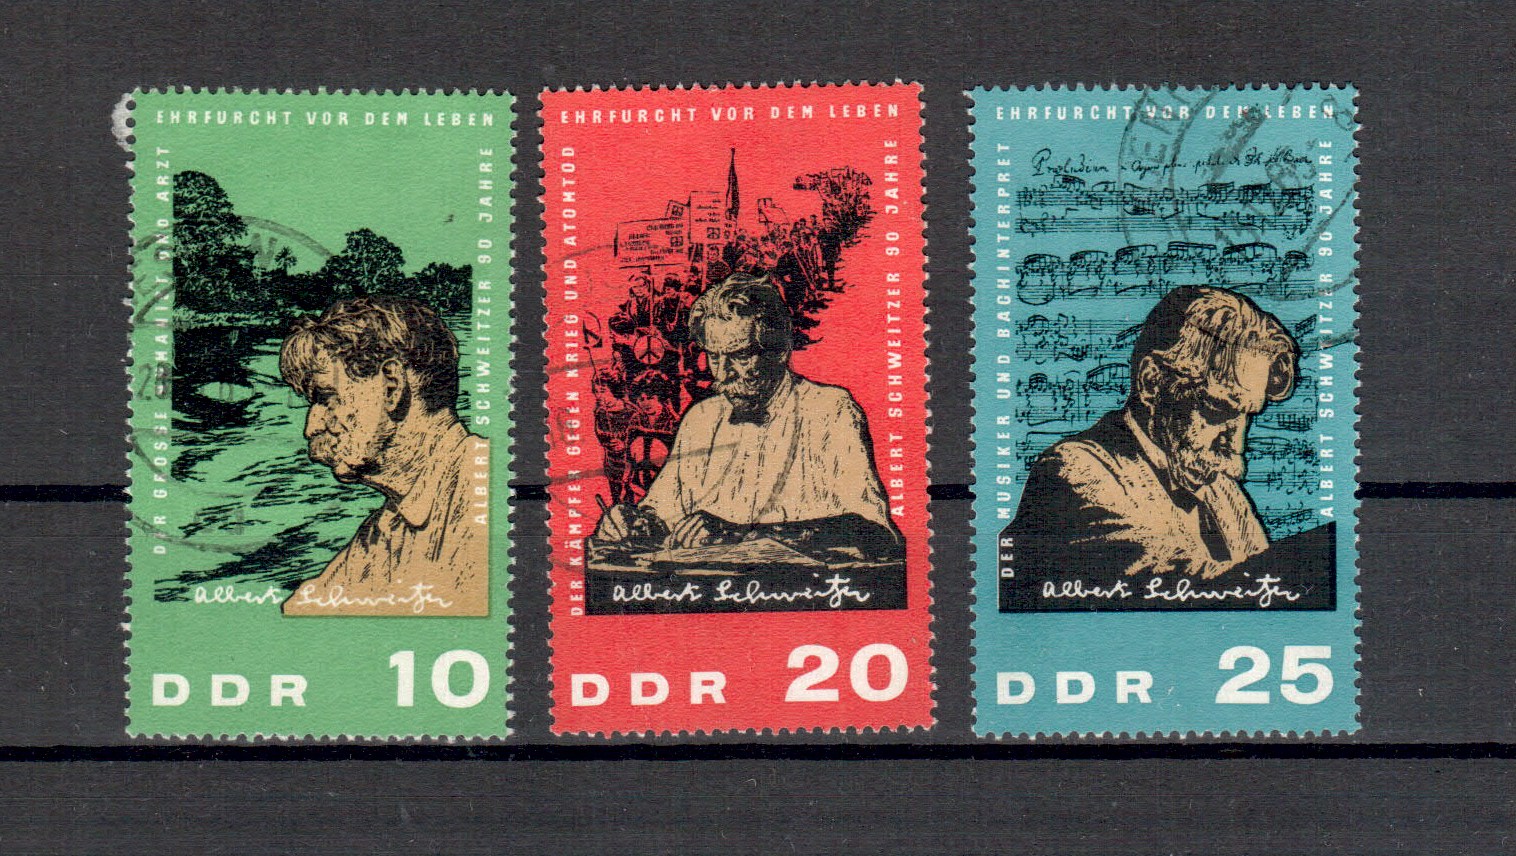 EHRFURCHT VOR DEM LEBEN
DER GROSSE HUMANIST UND ARZT
ALBERT SCHWEITZER 90 JAHRE
Albert Schweitzer
DDR 10
EHRFURCHT VOR DEM LEBEN
DER KÄMPFER GEGEN KRIEG UND ATOMTOD
ALBERT SCHWEITZER 90 JAHRE
Albert Schweitzer
DDR 20
EHRFURCHT VOR DEM LEBEN
DER MUSIKER UND BACHINTERPRET
ALBERT SCHWEITZER 90 JAHRE
Praeludium
Albert Schweitzer
DDR 25